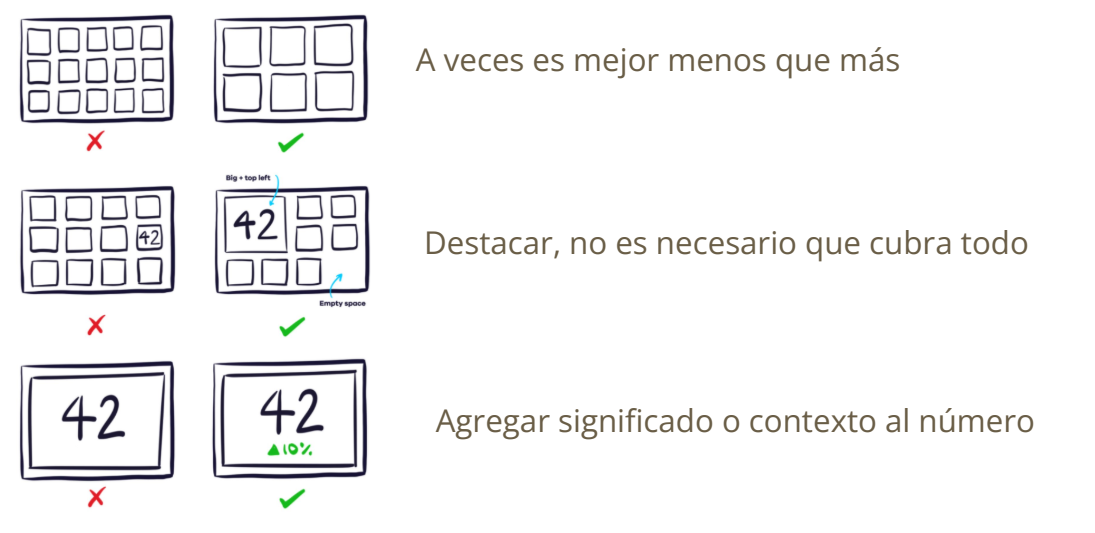 A veces es mejor menos que más
Big + top left
42
42
Destacar, no es necesario que cubra todo
Empty space
42
42
▲10%
Agregar significado o contexto al número